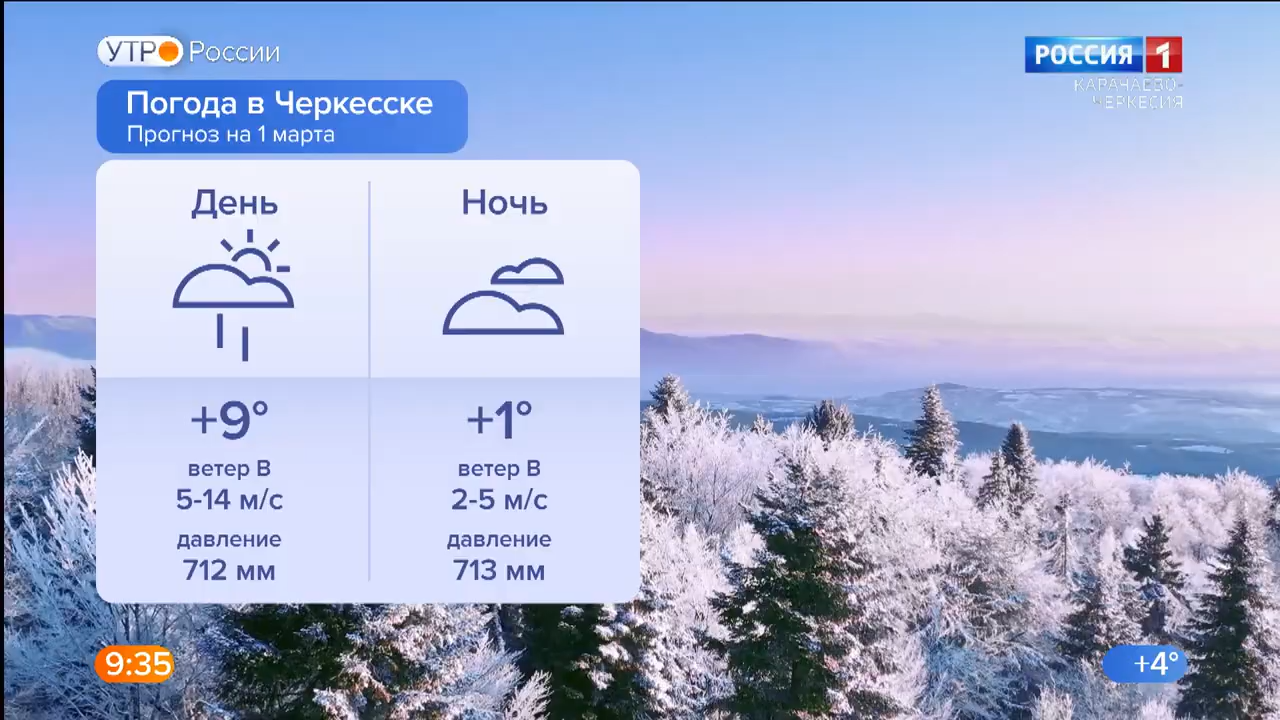 УТРО России
РОССИЯ 1
КАРАЧАЕВО-
ЧЕРКЕСИЯ
Погода в Черкесске
Прогноз на 1 марта
День
Ночь
+9°
+1°
ветер В
ветер В
5-14 м/с
2-5 м/с
давление
давление
712 мм
713 мм
9:35
+4°